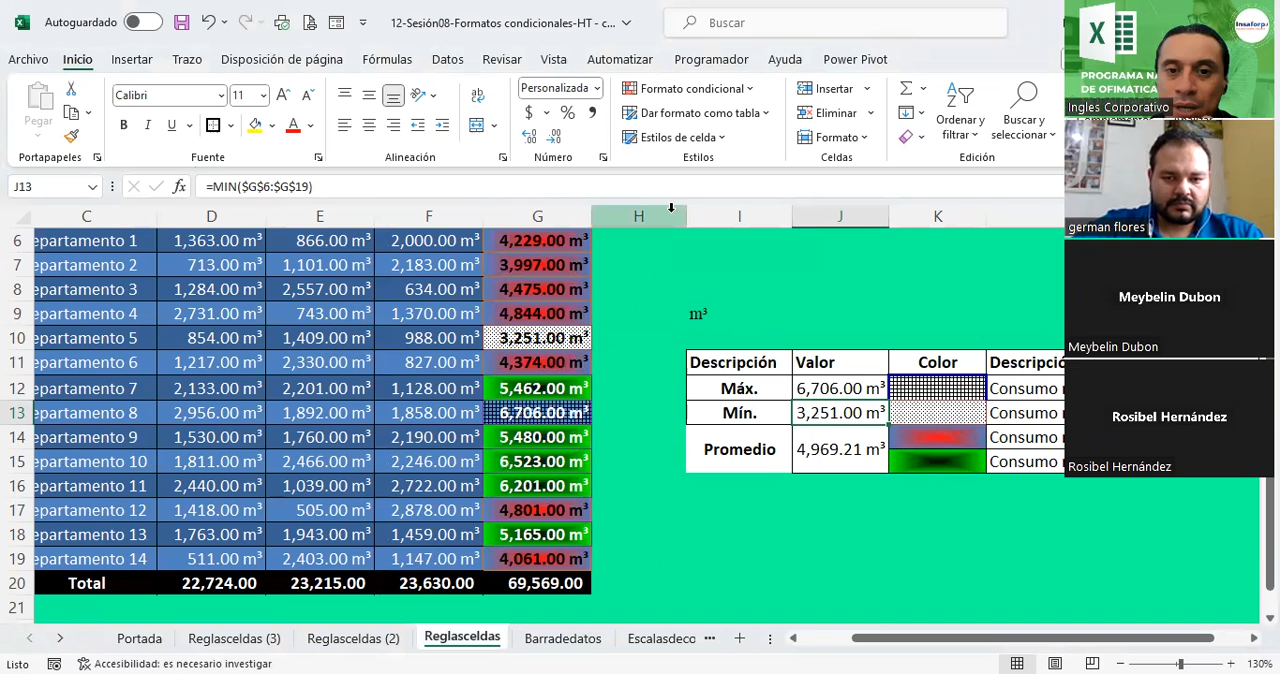 Autoguardado
12-Sesión08-Formatos condicionales-HT - c...
Buscar
Archivo Inicio Insertar Trazo Disposición de página Fórmulas Datos Revisar Vista Automatizar Programador Ayuda Power Pivot
Pegar
Calibri 11
N K S
Personalizada
$ % 
Formato condicional
Dar formato como tabla
Estilos de celda
Insertar
Eliminar
Formato
Ordenar y filtrar
Buscar y seleccionar
Portapapeles Fuente Alineación Número Estilos Celdas Edición
J13 fx =MIN($G$6:$G$19)
C D E F G H I J K
6 epartamento 1 1,363.00 m³ 866.00 m³ 2,000.00 m³ 4,229.00 m³
7 epartamento 2 713.00 m³ 1,101.00 m³ 2,183.00 m³ 3,997.00 m³
8 epartamento 3 1,284.00 m³ 2,557.00 m³ 634.00 m³ 4,475.00 m³
9 epartamento 4 2,731.00 m³ 743.00 m³ 1,370.00 m³ 4,844.00 m³ m³
10 epartamento 5 854.00 m³ 1,409.00 m³ 988.00 m³ 3,251.00 m³
11 epartamento 6 1,217.00 m³ 2,330.00 m³ 827.00 m³ 4,374.00 m³ Descripción Valor Color Descripció
12 epartamento 7 2,133.00 m³ 2,201.00 m³ 1,128.00 m³ 5,462.00 m³ Máx. 6,706.00 m³ Consumo
13 epartamento 8 2,956.00 m³ 1,892.00 m³ 1,858.00 m³ 6,706.00 m³ Mín. 3,251.00 m³ Consumo
14 epartamento 9 1,530.00 m³ 1,760.00 m³ 2,190.00 m³ 5,480.00 m³ Promedio 4,969.21 m³ Consumo
15 epartamento 10 1,811.00 m³ 2,466.00 m³ 2,246.00 m³ 6,523.00 m³ Consumo
16 epartamento 11 2,440.00 m³ 1,039.00 m³ 2,722.00 m³ 6,201.00 m³
17 epartamento 12 1,418.00 m³ 505.00 m³ 2,878.00 m³ 4,801.00 m³
18 epartamento 13 1,763.00 m³ 1,943.00 m³ 1,459.00 m³ 5,165.00 m³
19 epartamento 14 511.00 m³ 2,403.00 m³ 1,147.00 m³ 4,061.00 m³
20 Total 22,724.00 23,215.00 23,630.00 69,569.00
21
Portada Reglasceldas (3) Reglasceldas (2) Reglasceldas Barradedatos Escalasdeco ...
Listo Accesibilidad: es necesario investigar 130%
Insaforp
PROGRAMA NA
DE OFIMATICA
Ingles Corporativo
german flores
Meybelin Dubon
Meybelin Dubon
Rosibel Hernández
Rosibel Hernández